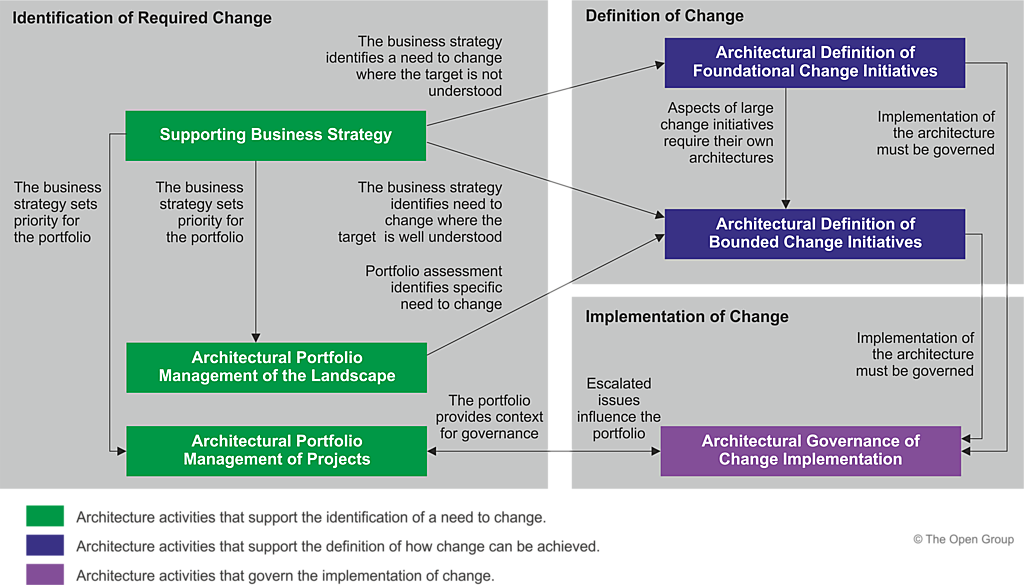 Identification of Required Change
The business strategy
identifies a need to change
where the target is not
understood
Supporting Business Strategy
The business
strategy sets
priority for
the portfolio
The business
strategy sets
priority for
the portfolio
The business strategy
identifies need to
change where the
target is well understood
Portfolio assessment
identifies specific
need to change
Architectural Portfolio
Management of the Landscape
Architectural Portfolio
Management of Projects
The portfolio
provides context
for governance
Definition of Change
Architectural Definition of
Foundational Change Initiatives
Aspects of large
change initiatives
require their own
architectures
Implementation of
the architecture
must be governed
Architectural Definition of
Bounded Change Initiatives
Implementation of Change
Implementation of
the architecture
must be governed
Escalated
issues
influence the
portfolio
Architectural Governance of
Change Implementation
Architecture activities that support the identification of a need to change.
Architecture activities that support the definition of how change can be achieved.
Architecture activities that govern the implementation of change.
© The Open Group